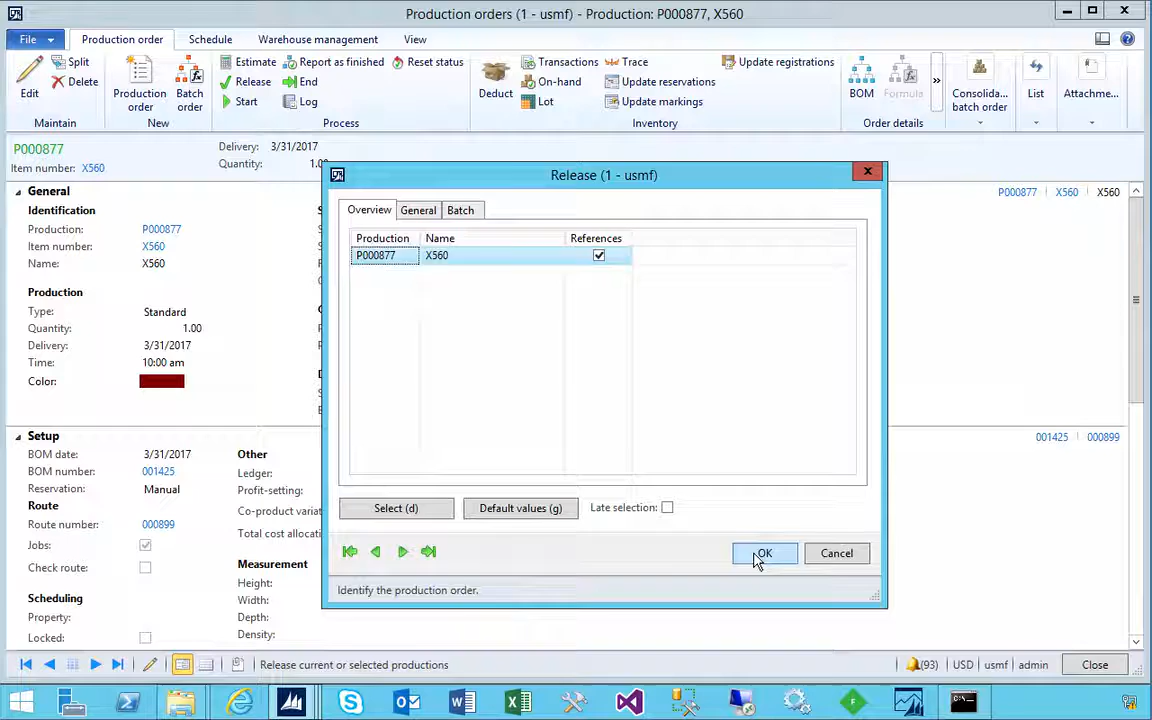 Production orders (1 - usmf) - Production: P000877, X560
File
Production order
Schedule
Warehouse management
View
Edit
Split
Delete
Maintain
Production order
Batch order
New
Estimate
Release
Start
Report as finished
End
Log
Reset status
Process
Deduct
Transactions
On-hand
Lot
Trace
Update reservations
Update markings
Update registrations
Inventory
BOM
Formula
Order details
Consolida... batch order
List
Attachme...
P000877
Item number: X560
Delivery: 3/31/2017
Quantity: 1.0
General
P000877 X560 X560
Identification
Production: P000877
Item number: X560
Name: X560
Production
Type: Standard
Quantity: 1.00
Delivery: 3/31/2017
Time: 10:00 am
Color:
Setup
001425 000899
BOM date: 3/31/2017
BOM number: 001425
Reservation: Manual
Route
Route number: 000899
Jobs:
Check route:
Scheduling
Property:
Locked:
Other
Ledger:
Profit-setting:
Co-product variat
Total cost allocati
Measurement
Height:
Width:
Depth:
Density:
Release (1 - usmf)
Overview
General
Batch
Production Name References
P000877 X560
Select (d)
Default values (g)
Late selection:
OK
Cancel
Identify the production order.
Release current or selected productions
(93) USD usmf admin
Close